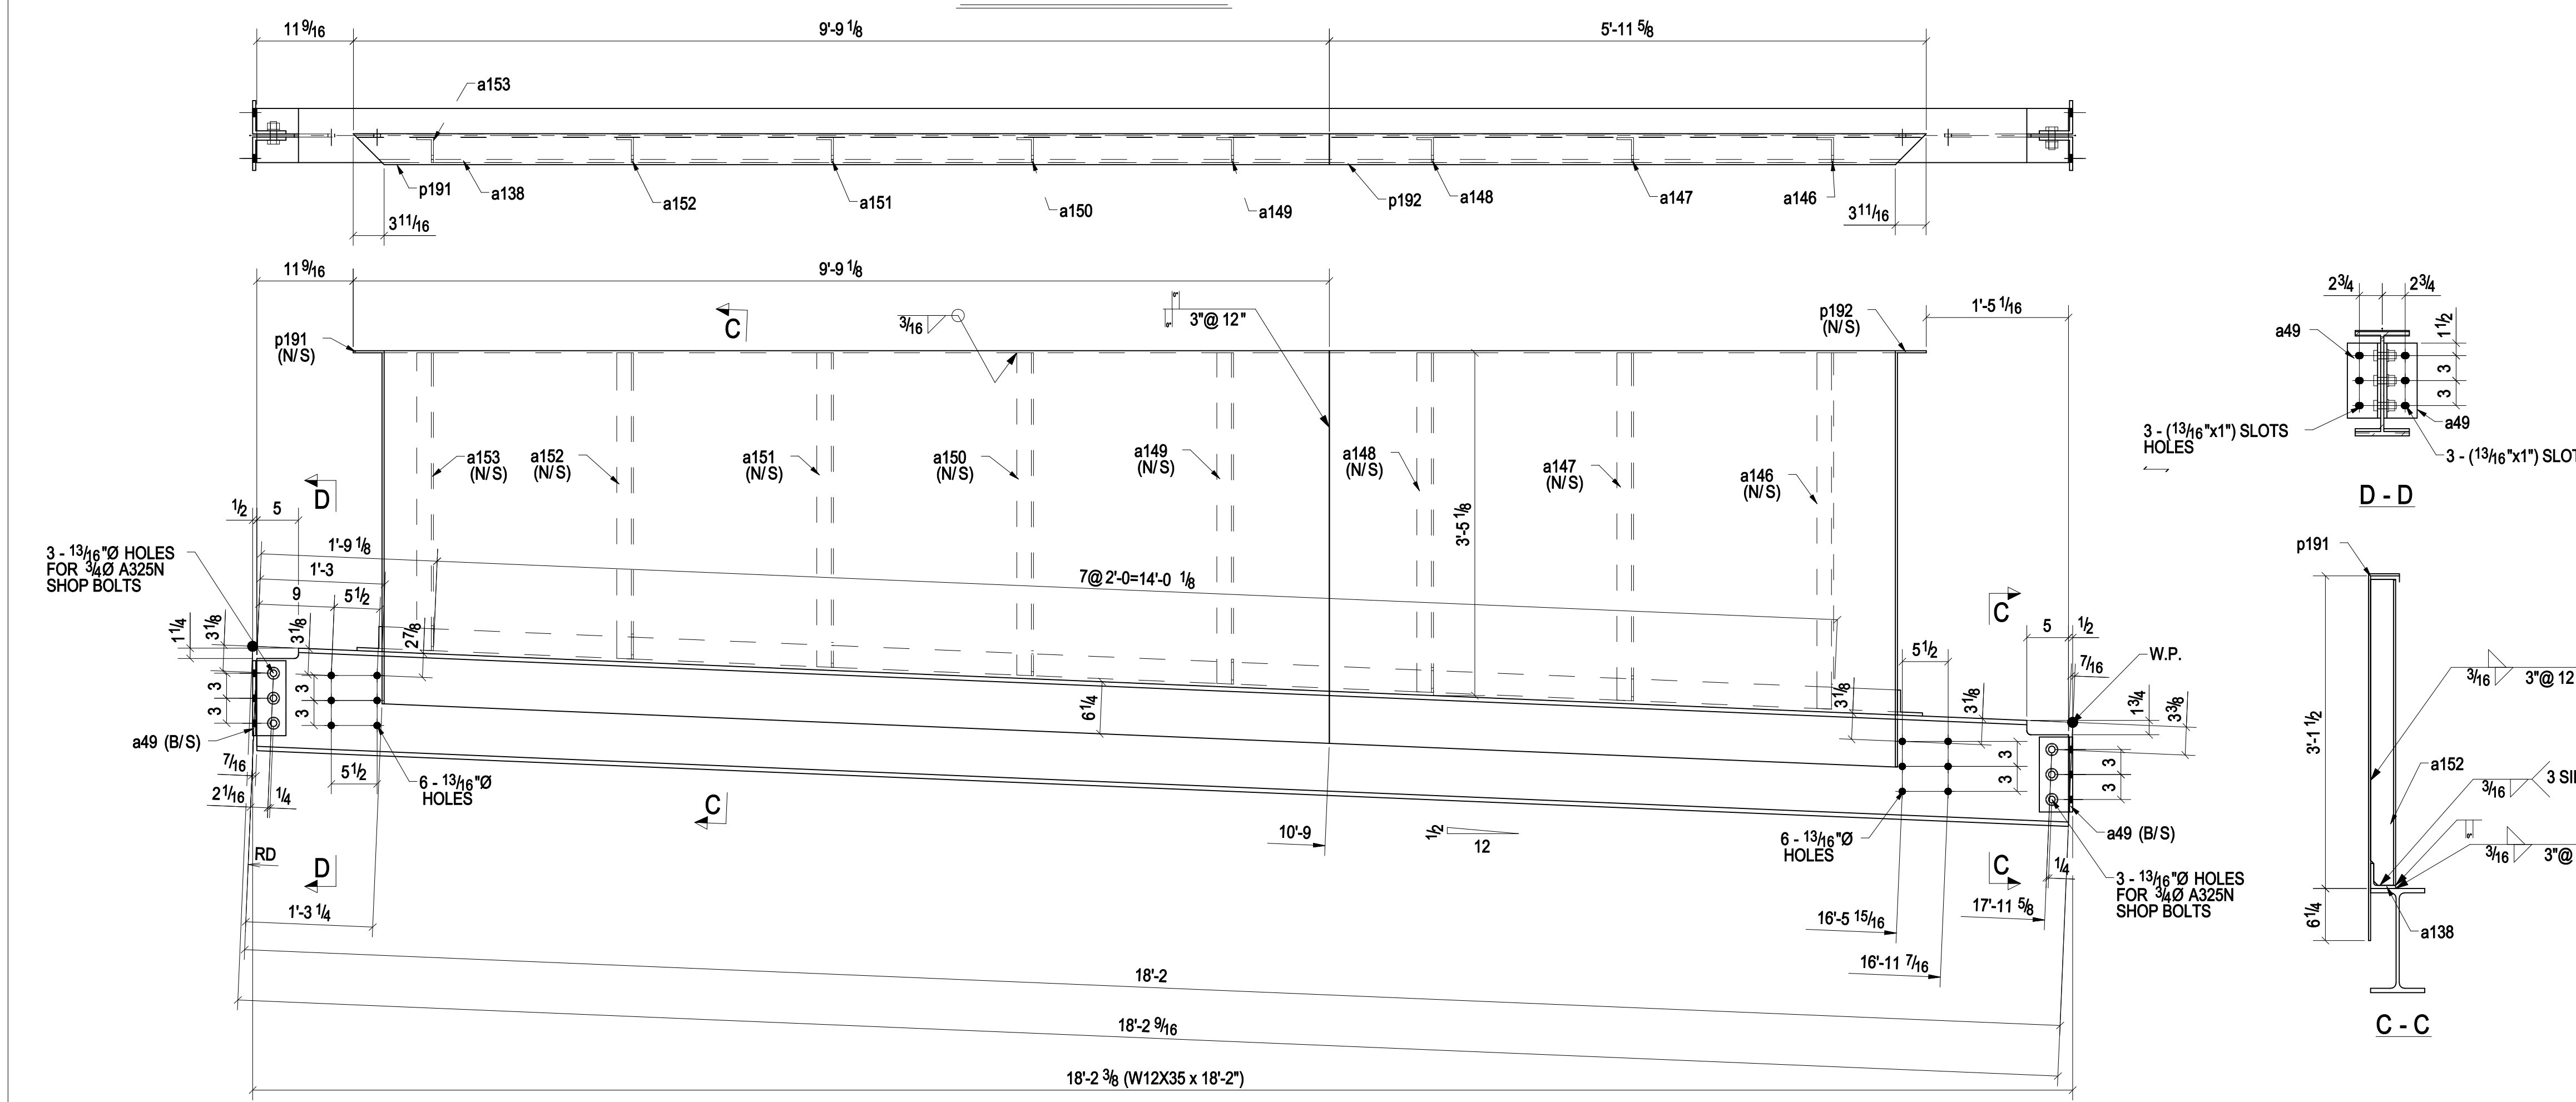 11 9/16
9'-9 1/8
5'-11 5/8
a153
p191
a138
a152
a151
a150
a149
p192
a148
a147
a146
3 11/16
3 11/16
11 9/16
9'-9 1/8
C
3/16
0"
0"
3"@ 12"
p192
(N/S)
1'-5 1/16
p191
(N/S)
a153
(N/S)
a152
(N/S)
a151
(N/S)
a150
(N/S)
a149
(N/S)
a148
(N/S)
a147
(N/S)
a146
(N/S)
3'-5 1/8
D
1/2
5
3 - 13/16"Ø HOLES
FOR 3/4Ø A325N
SHOP BOLTS
1'-9 1/8
1'-3
9
5 1/2
7@ 2'-0=14'-0 1/8
1 1/4
3 1/8
3 1/8
2 7/8
3
3
3
3
a49 (B/S)
7/16
2 1/16
1/4
5 1/2
6 - 13/16"Ø
HOLES
6 1/4
C
RD
D
1'-3 1/4
10'-9
1/2
12
C
5
1/2
5 1/2
7/16
W.P.
3 1/8
3 1/8
1 3/4
3 3/8
3
3
3
3
6 - 13/16"Ø
HOLES
a49 (B/S)
C
1/4
3 - 13/16"Ø HOLES
FOR 3/4Ø A325N
SHOP BOLTS
17'-11 5/8
16'-5 15/16
16'-11 7/16
18'-2
18'-2 9/16
18'-2 3/8 (W12X35 x 18'-2")
2 3/4
2 3/4
a49
1 1/2
3
3
a49
3 - (13/16"x1") SLOTS
HOLES
3 - (13/16"x1") SLOT
D - D
p191
3/16
3"@ 12
3'-1 1/2
a152
3/16
3 SI
0"
3/16
3"@
6 1/4
a138
C - C